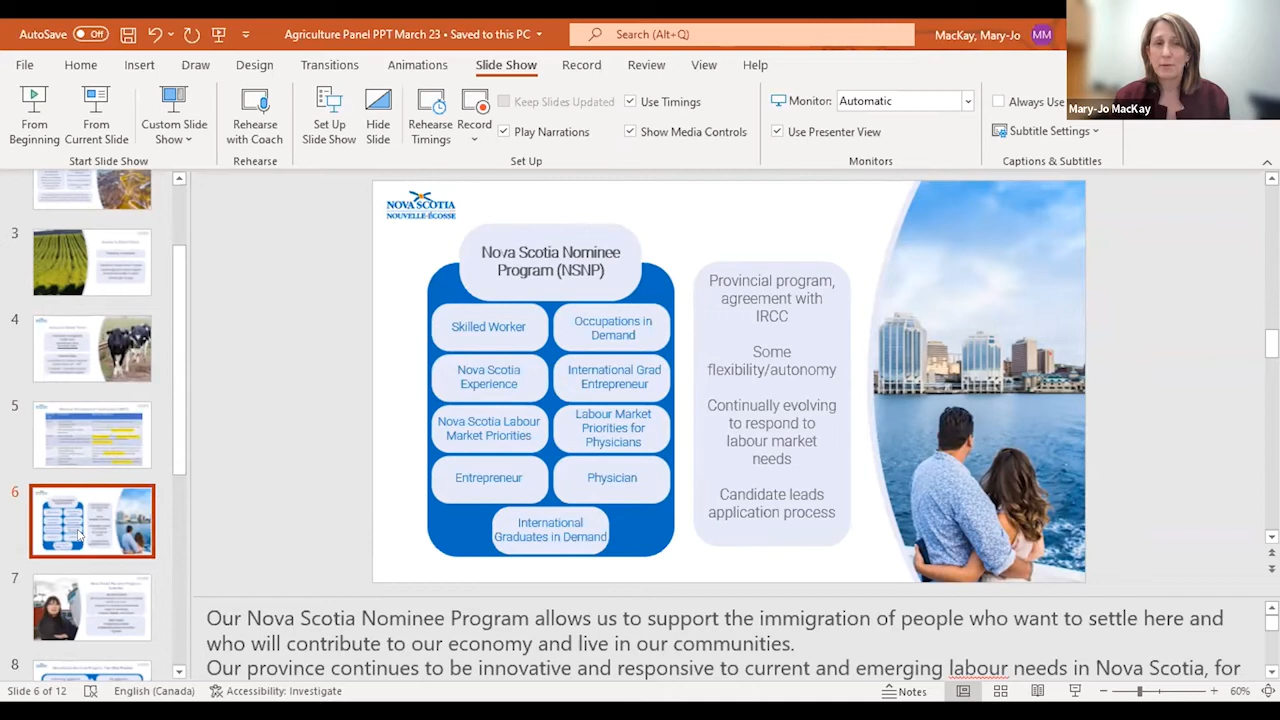 AutoSave Off
Agriculture Panel PPT March 23 • Saved to this PC
Search (Alt+Q)
MacKay, Mary-Jo MM
File Home Insert Draw Design Transitions Animations Slide Show Record Review View Help
From Beginning
From Current Slide
Custom Slide Show
Rehearse with Coach
Set Up Slide Show
Hide Slide
Rehearse Timings
Record
Keep Slides Updated
Play Narrations
Use Timings
Show Media Controls
Monitor: Automatic
Use Presenter View
Always Use
Subtitle Settings
Mary-Jo MacKay
Start Slide Show Rehearse Set Up Monitors Captions & Subtitles
3
4
5
6
7
8
NOVA SCOTIA
NOUVELLE-ÉCOSSE
Nova Scotia Nominee
Program (NSNP)
Skilled Worker
Occupations in
Demand
Nova Scotia
Experience
International Grad
Entrepreneur
Nova Scotia Labour
Market Priorities
Labour Market
Priorities for
Physicians
Entrepreneur
Physician
International
Graduates in Demand
Provincial program,
agreement with
IRCC
Some
flexibility/autonomy
Continually evolving
to respond to
labour market
needs
Candidate leads
application process
Our Nova Scotia Nominee Program allows us to support the immigration of people who want to settle here and
who will contribute to our economy and live in our communities.
Our province continues to be innovative and responsive to current and emerging labour needs in Nova Scotia, for
Slide 6 of 12 English (Canada) Accessibility: Investigate Notes 60%